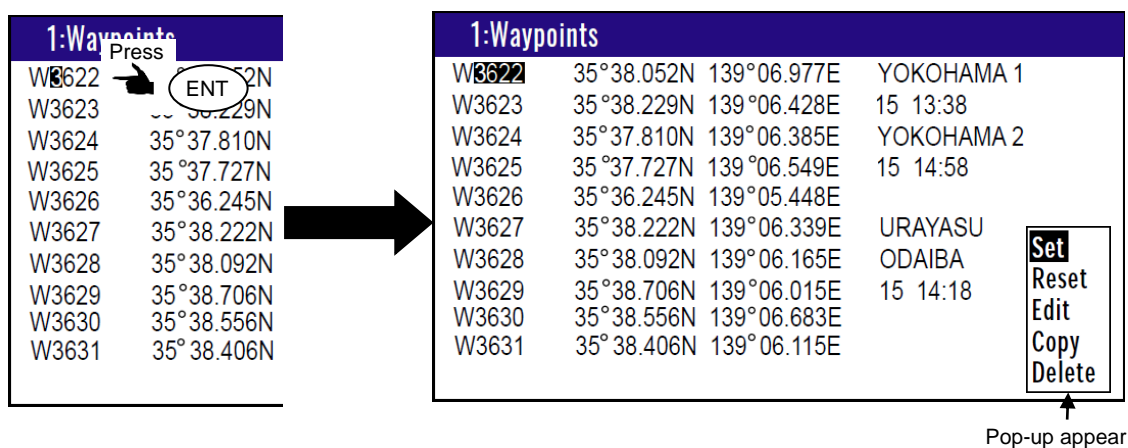 1:Waypoints
Press
ENT
W3622 52N
W3623 229N
W3624 35°37.810N
W3625 35°37.727N
W3626 35°36.245N
W3627 35°38.222N
W3628 35°38.092N
W3629 35°38.706N
W3630 35°38.556N
W3631 35°38.406N
1:Waypoints
W3622 35°38.052N 139°06.977E YOKOHAMA 1
W3623 35°38.229N 139°06.428E 15 13:38
W3624 35°37.810N 139°06.385E YOKOHAMA 2
W3625 35°37.727N 139°06.549E 15 14:58
W3626 35°36.245N 139°05.448E
W3627 35°38.222N 139°06.339E URAYASU
W3628 35°38.092N 139°06.165E ODAIBA
W3629 35°38.706N 139°06.015E 15 14:18
W3630 35°38.556N 139°06.683E
W3631 35°38.406N 139°06.115E
Set
Reset
Edit
Copy
Delete
Pop-up appear